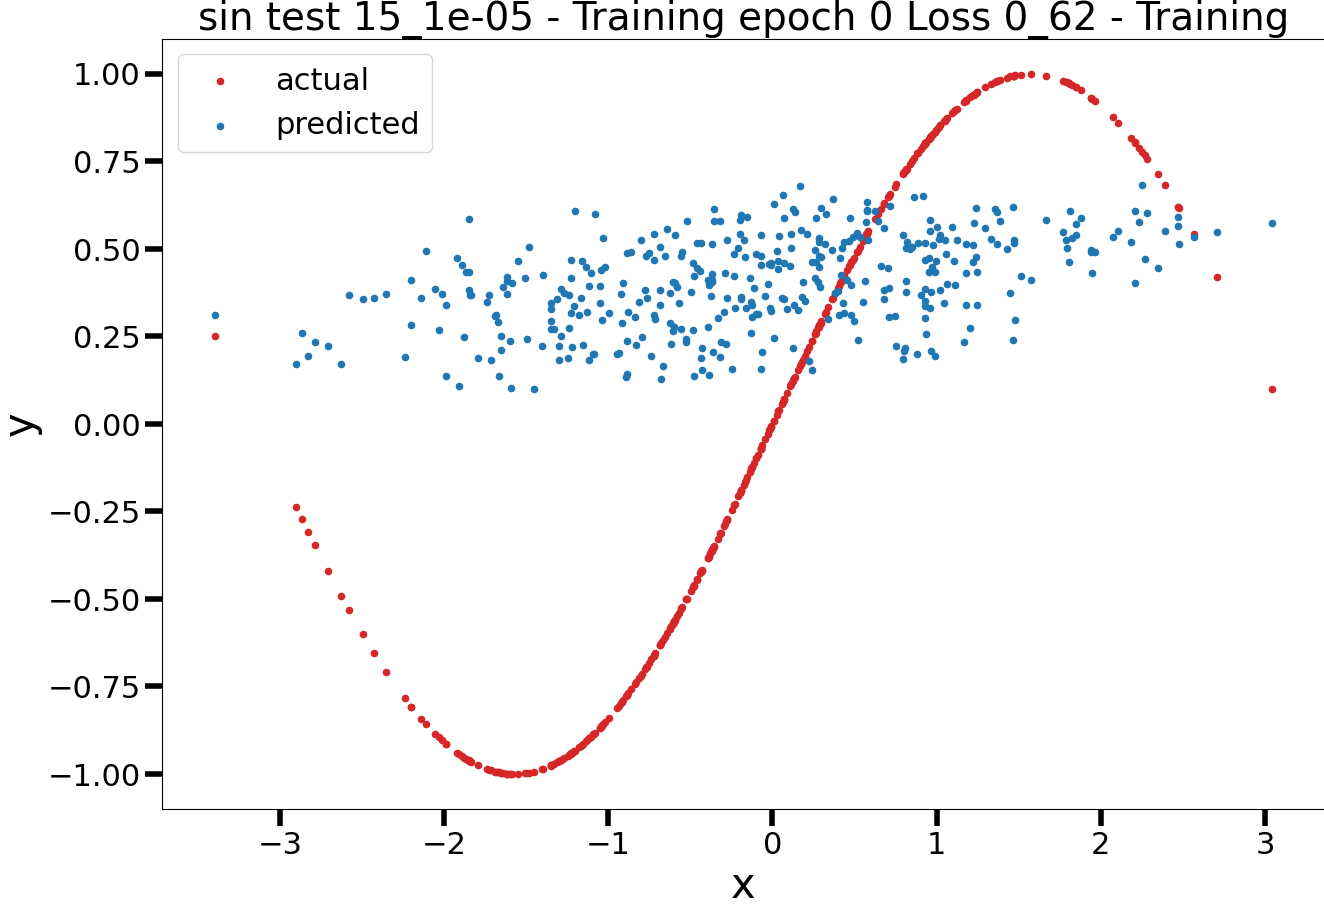 sin test 15_1e-05 - Training epoch 0 Loss 0_62 - Training
actual
predicted
1.00
0.75
0.50
0.25
0.00
−0.25
−0.50
−0.75
−1.00
y
−3 −2 −1 0 1 2 3
x